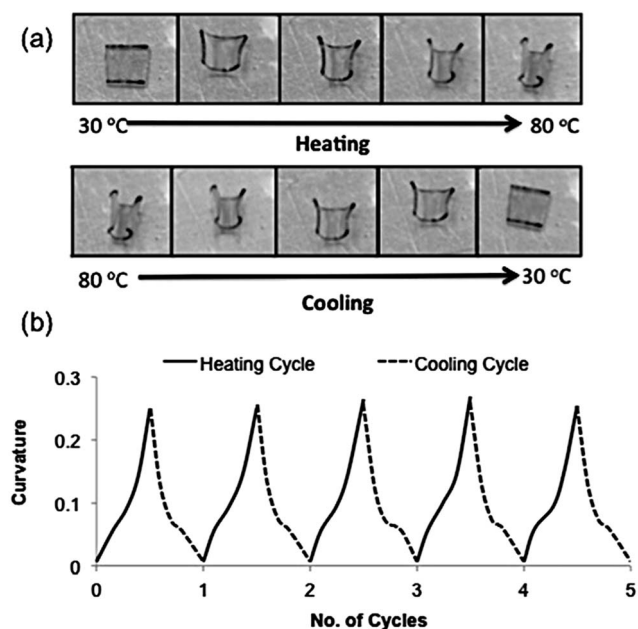 (a)
30 °C 80 °C
Heating
80 °C 30 °C
Cooling
(b)
Heating Cycle Cooling Cycle
0.3
0.2
0.1
0
Curvature
0 1 2 3 4 5
No. of Cycles